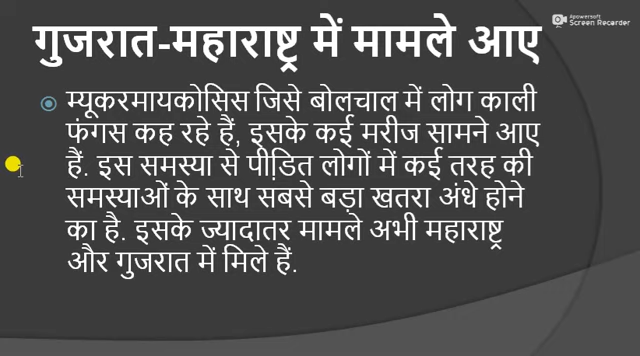 Apowersoft
Screen Recorder
गुजरात-महाराष्ट्र में मामले आए
म्यूकरमायकोसिस जिसे बोलचाल में लोग काली
फंगस कह रहे हैं, इसके कई मरीज सामने आए
हैं. इस समस्या से पीडि़त लोगों में कई तरह की
समस्याओं के साथ सबसे बड़ा खतरा अंधे होने
का है. इसके ज्यादातर मामले अभी महाराष्ट्र
और गुजरात में मिले हैं.